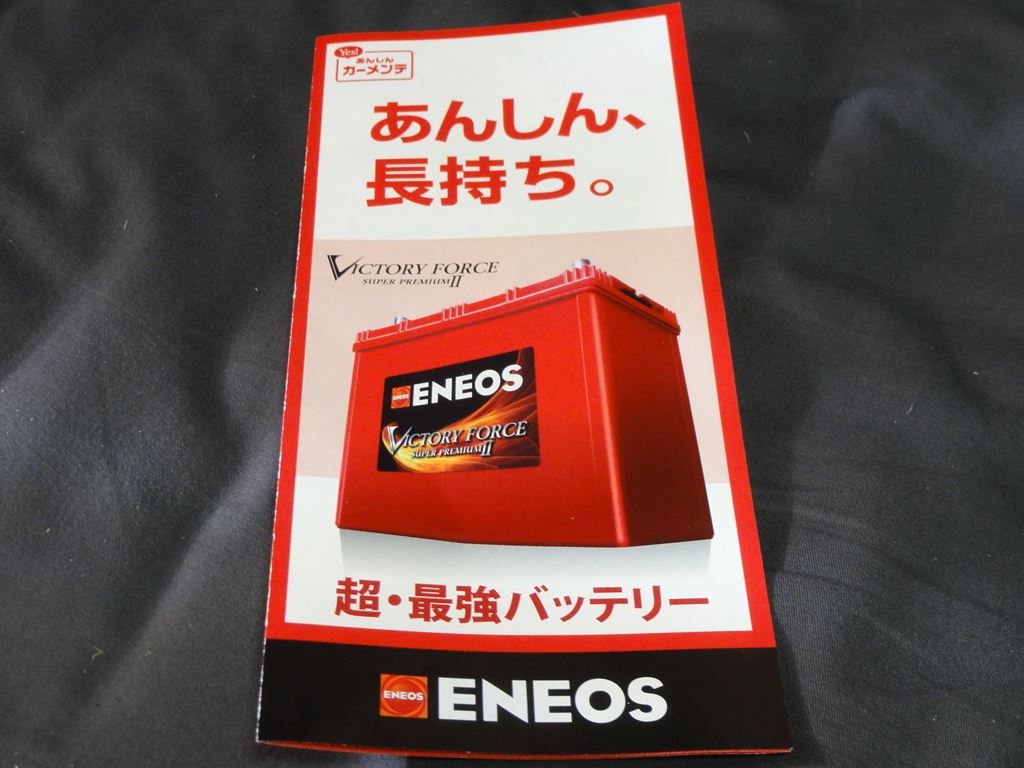 Yes!
あんしん
カーメンテ
あんしん、
長持ち。
VICTORY FORCE
SUPER PREMIUM II
ENEOS ENEOS
VICTORY FORCE
SUPER PREMIUM II
超・最強バッテリー
ENEOS ENEOS